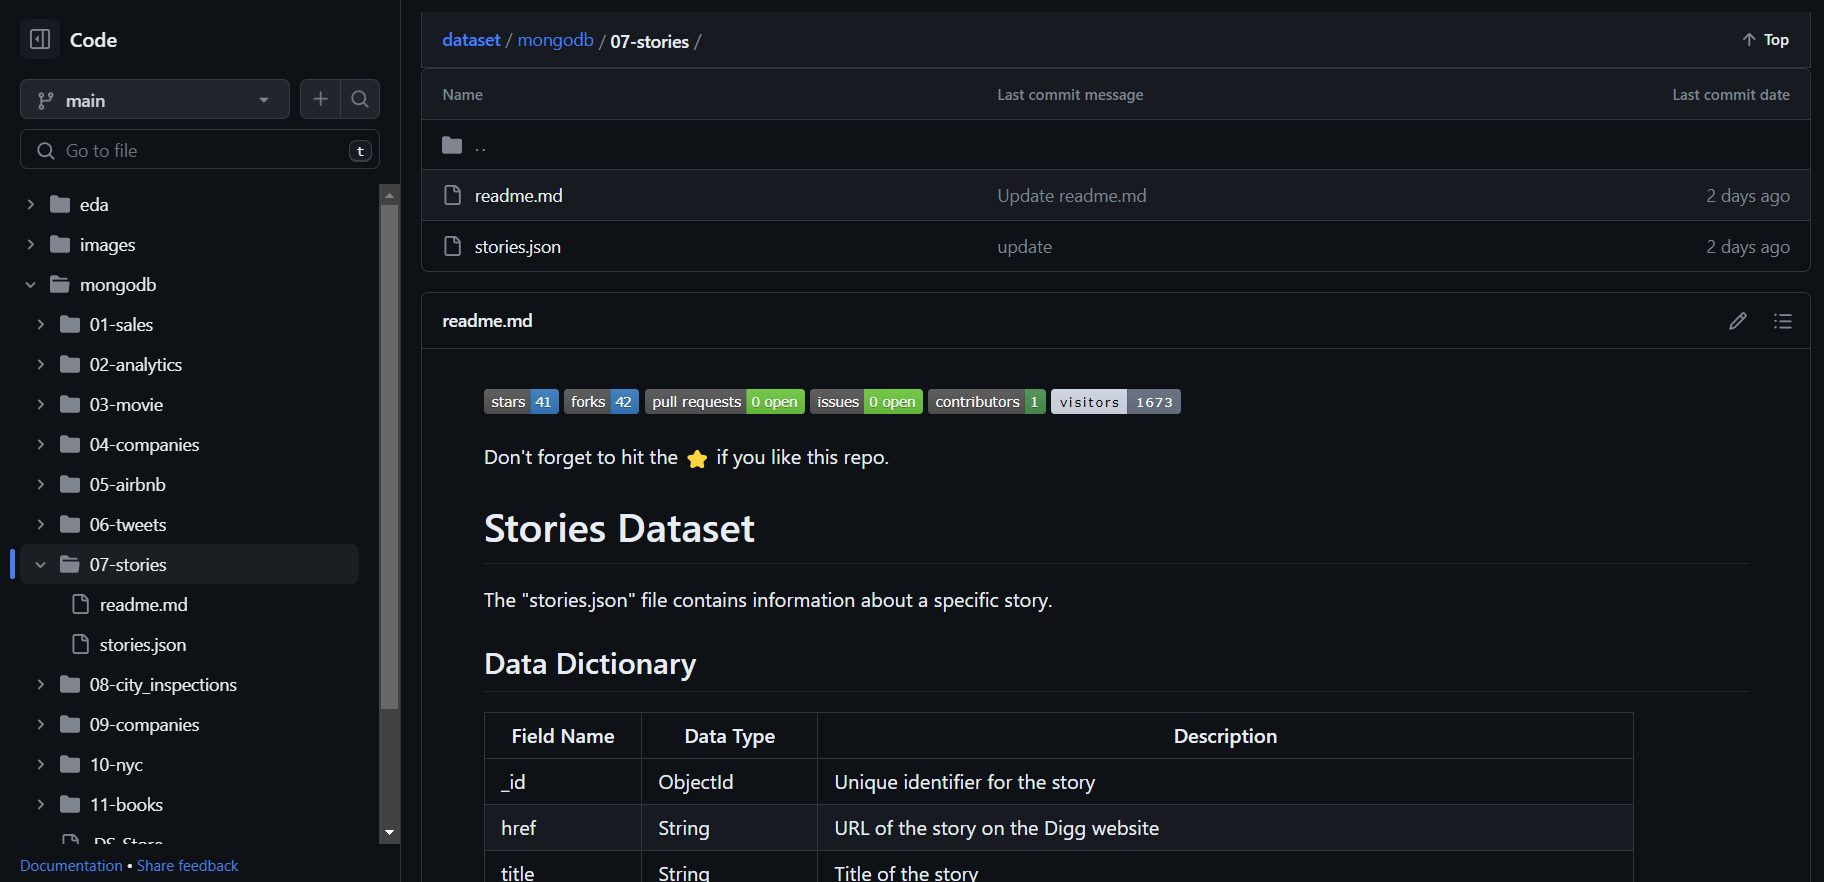 Code
main
Go to file
t
eda
images
mongodb
01-sales
02-analytics
03-movie
04-companies
05-airbnb
06-tweets
07-stories
readme.md
stories.json
08-city_inspections
09-companies
10-nyc
11-books
.DS_Store
Documentation • Share feedback
dataset / mongodb / 07-stories /
Top
Name Last commit message Last commit date
..
readme.md Update readme.md 2 days ago
stories.json update 2 days ago
readme.md
stars 41 forks 42 pull requests 0 open issues 0 open contributors 1 visitors 1673
Don't forget to hit the ⭐ if you like this repo.
Stories Dataset
The "stories.json" file contains information about a specific story.
Data Dictionary
Field Name Data Type Description
_id ObjectId Unique identifier for the story
href String URL of the story on the Digg website
title String Title of the story